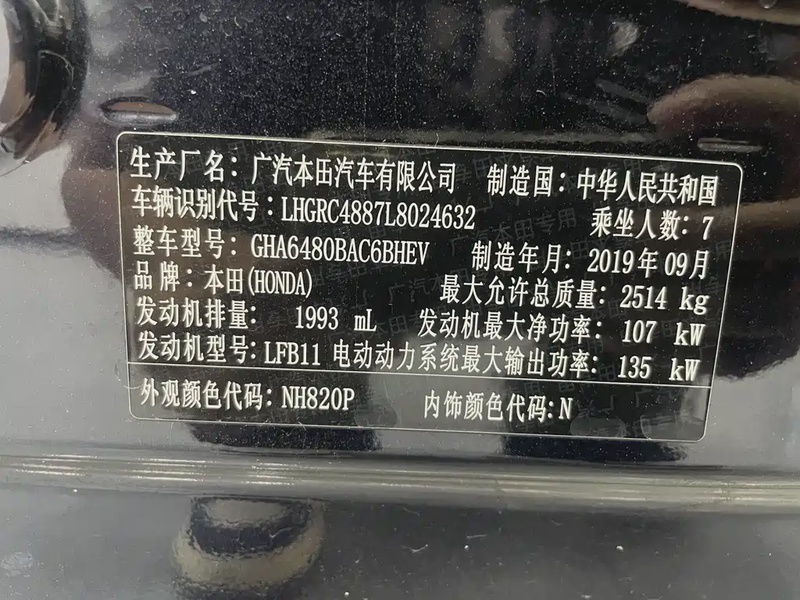 生产厂名：广汽本田汽车有限公司 制造国：中华人民共和国
车辆识别代号：LHGRC4887L8024632 乘坐人数：7
整车型号：GHA6480BAC6BHEV 制造年月：2019年09月
品牌：本田(HONDA) 最大允许总质量：2514 kg
发动机排量： 1993 mL 发动机最大净功率：107 kW
发动机型号：LFB11 电动动力系统最大输出功率：135 kW
外观颜色代码：NH820P 内饰颜色代码：N